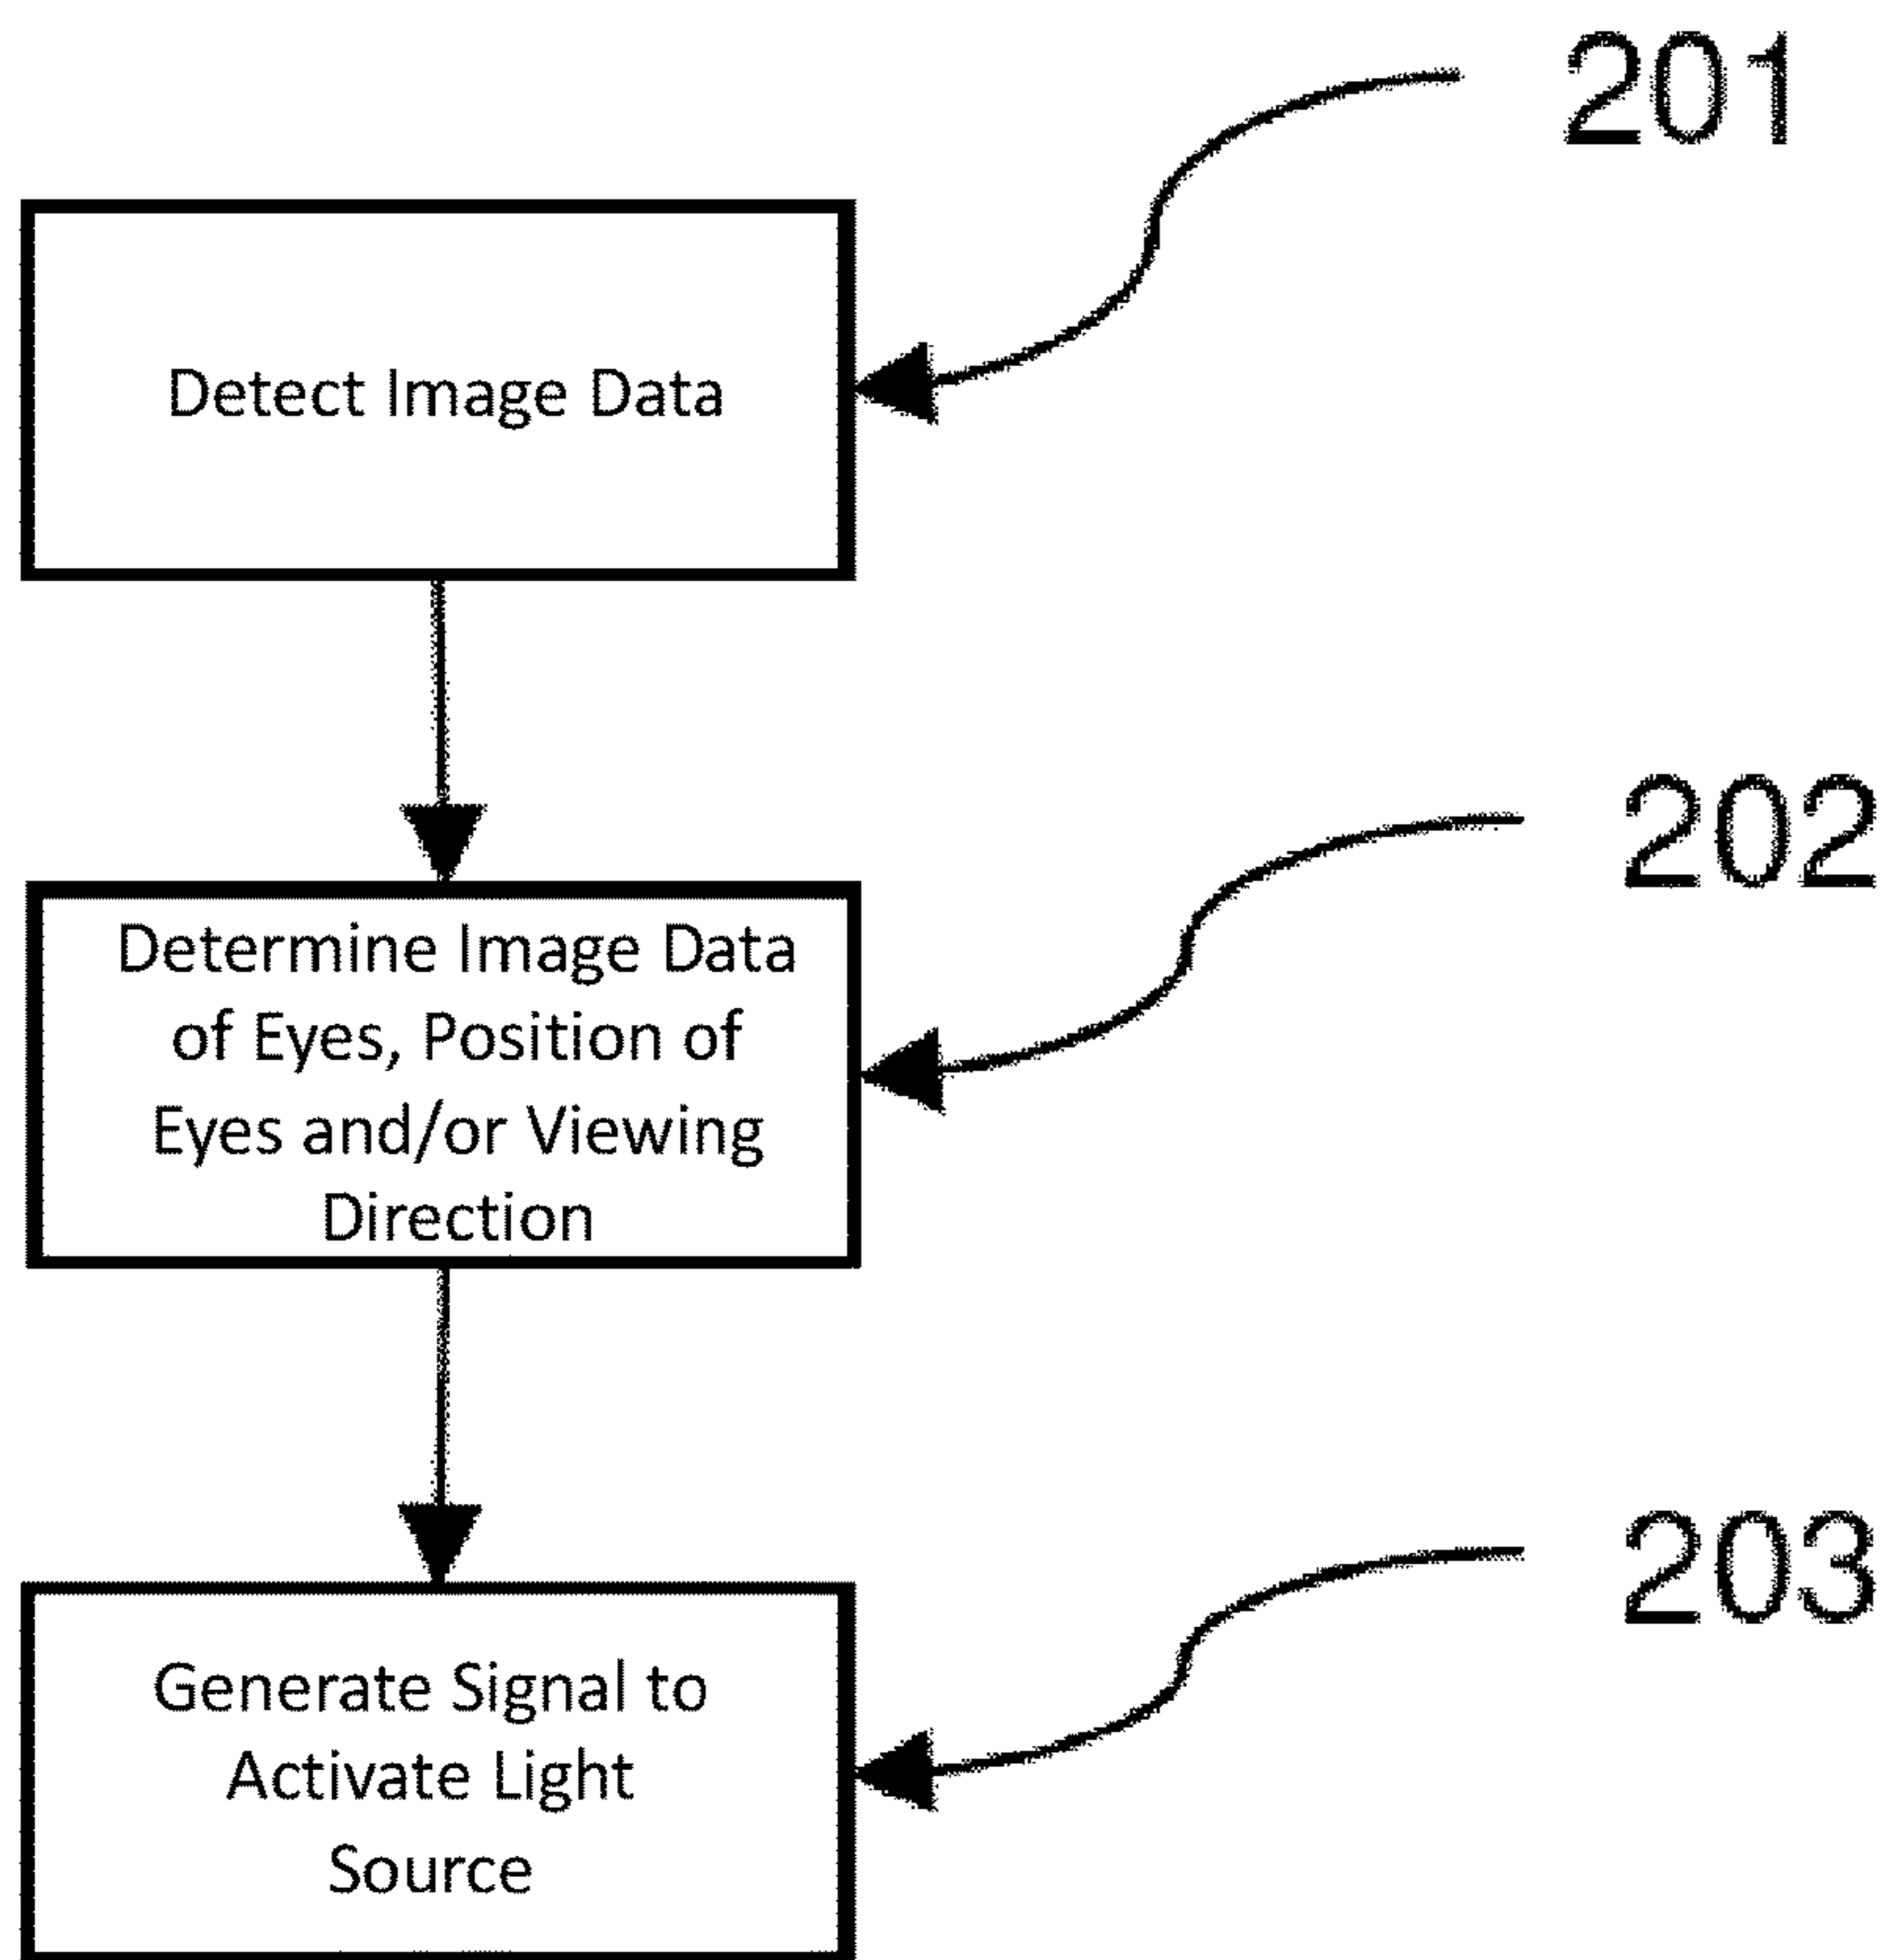 201
Detect Image Data
202
Determine Image Data
of Eyes, Position of
Eyes and/or Viewing
Direction
203
Generate Signal to
Activate Light
Source